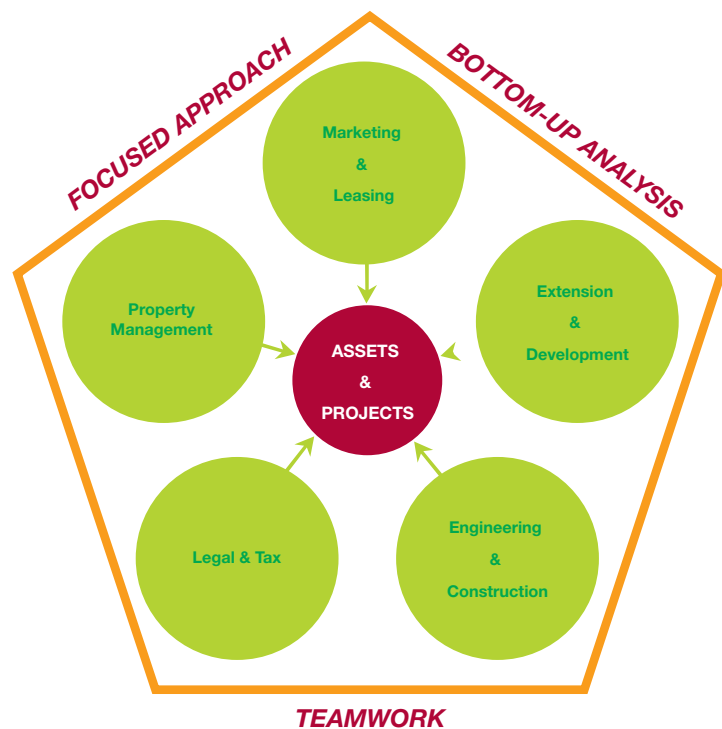 FOCUSED APPROACH
BOTTOM-UP ANALYSIS
Marketing
&
Leasing
Property
Management
Extension
&
Development
ASSETS
&
PROJECTS
Legal & Tax
Engineering
&
Construction
TEAMWORK